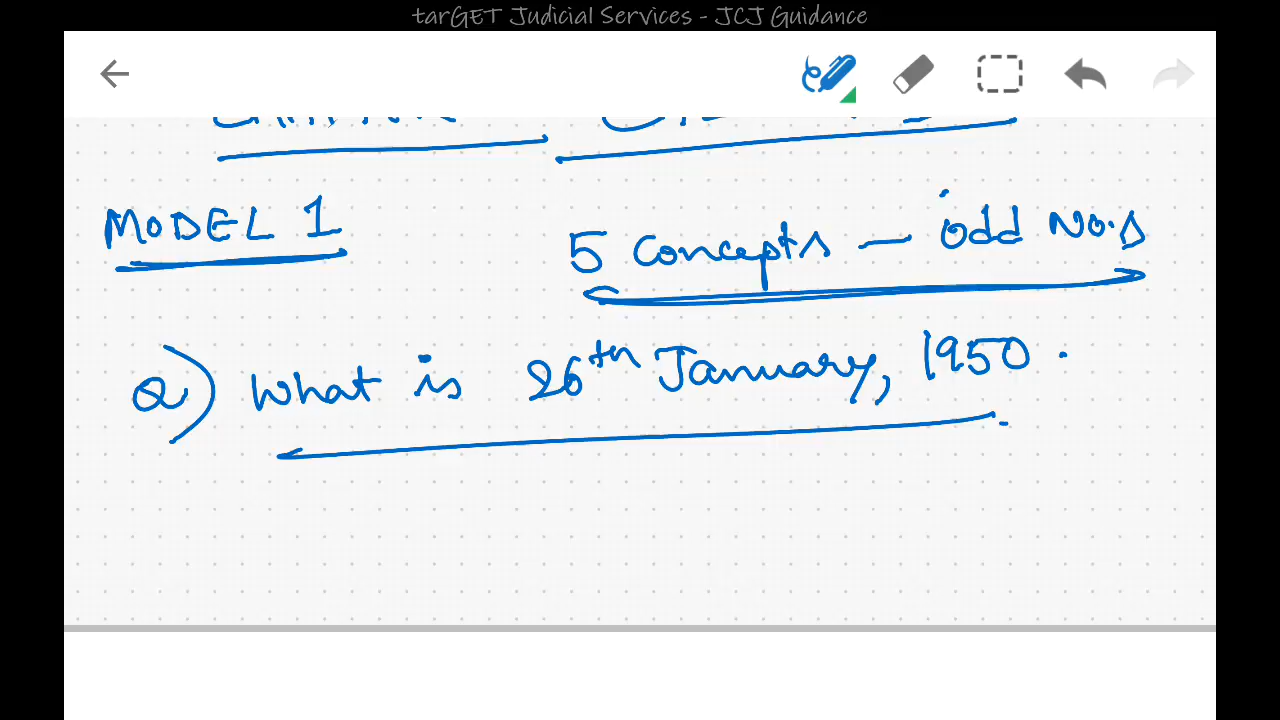 tarGET Judicial Services - JCJ Guidance
MODEL 1
5 Concepts — odd No.s
Q) What is 26th January, 1950.